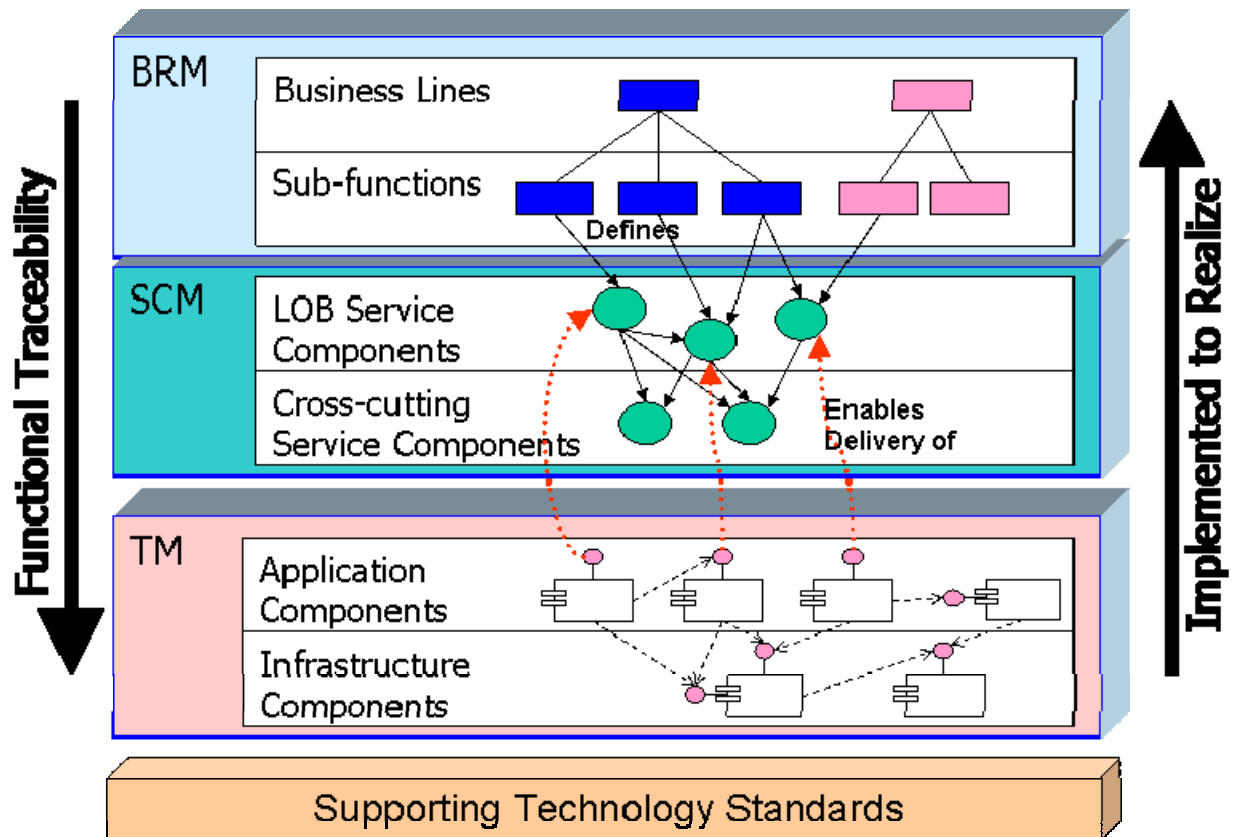 BRM
Business Lines
Sub-functions
Defines
SCM
LOB Service
Components
Cross-cutting
Service Components
Enables
Delivery of
TM
Application
Components
Infrastructure
Components
Supporting Technology Standards
Functional Traceability
Implemented to Realize